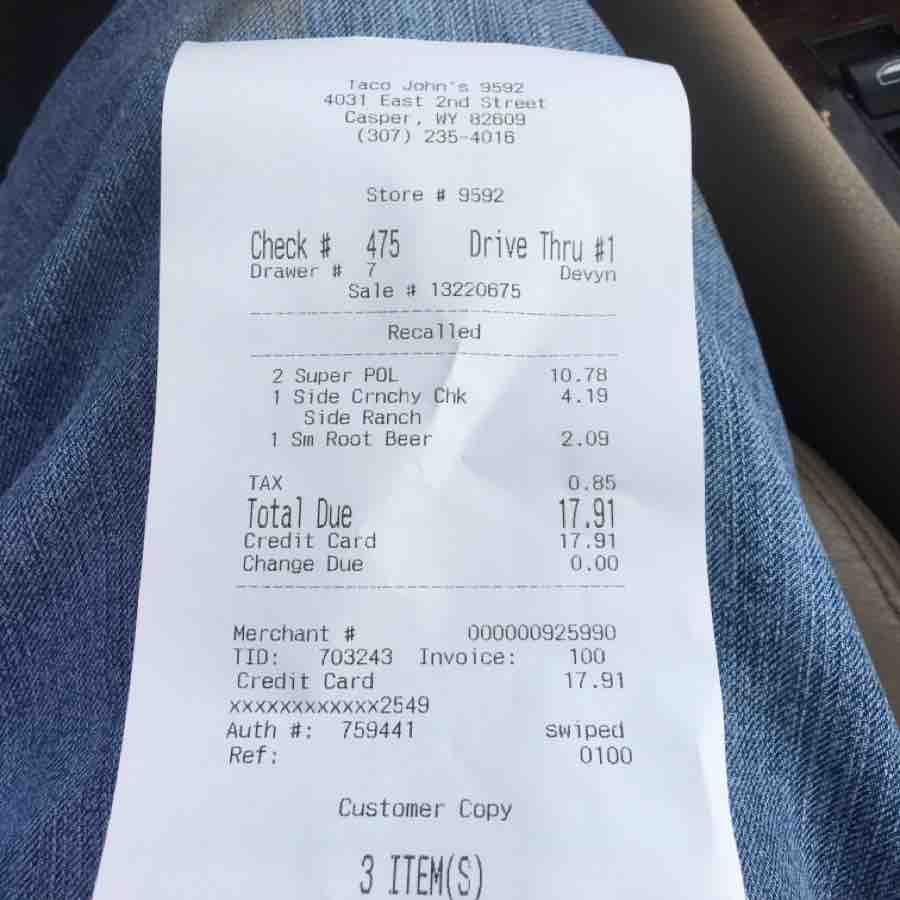 Taco John's 9592
4031 East 2nd Street
Casper, WY 82609
(307) 235-4016
Store # 9592
Check # 475 Drive Thru #1
Drawer # 7 Devyn
Sale # 13220675
Recalled
2 Super POL 10.78
1 Side Crnchy Chk 4.19
Side Ranch
1 Sm Root Beer 2.09
TAX 0.85
Total Due 17.91
Credit Card 17.91
Change Due 0.00
Merchant # 000000925990
TID: 703243 Invoice: 100
Credit Card 17.91
xxxxxxxxxxxx2549
Auth #: 759441 swiped
Ref: 0100
Customer Copy
3 ITEM(S)